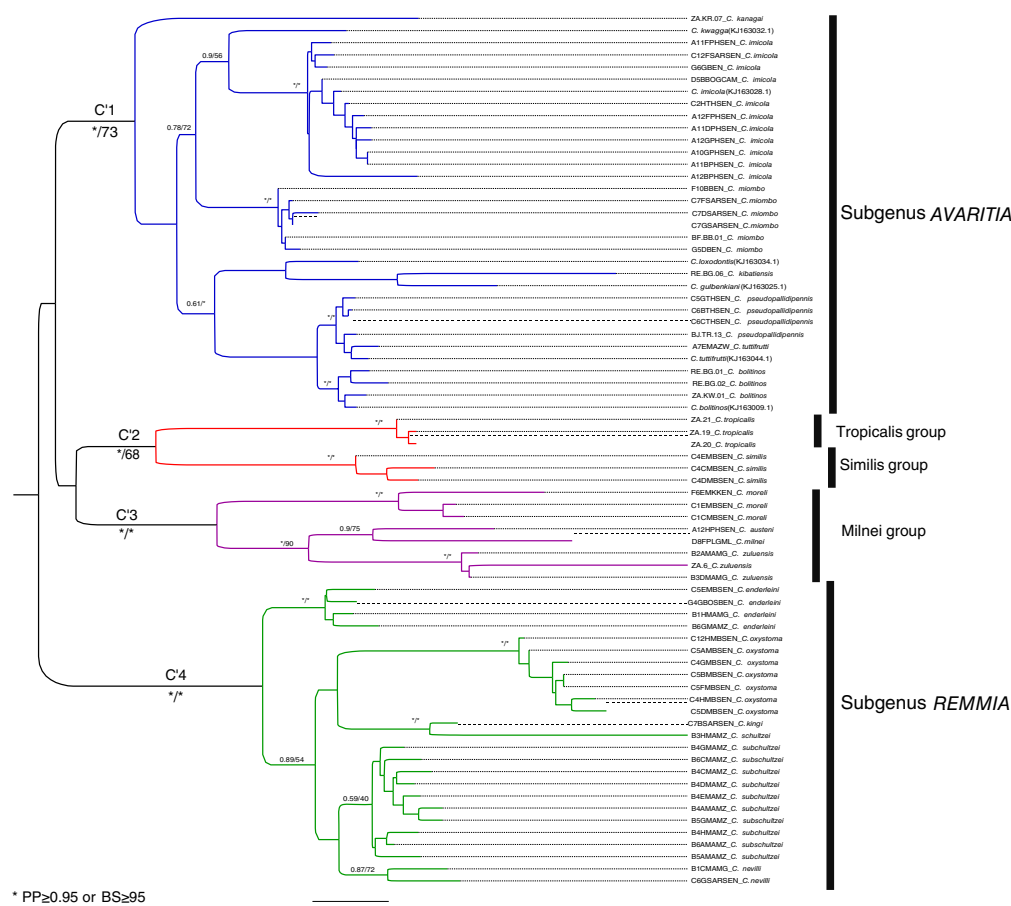 ZA.KR.07_C. kanagai
C. kwagga(KJ163032.1)
A11FPHSEN_C. imicola
0.9/56
C12FSARSEN_C. imicola
G6GBEN_C. imicola
D5BBOGCAM_C. imicola
*/*
C. imicola(KJ163028.1)
C2HTHSEN_C. imicola
C'1
A12FFPHSEN_C. imicola
*/73
0.78/72
A11DPHSEN_C. imicola
A12GPHSEN_C. imicola
A10GPHSEN_C. imicola
A11BPHSEN_C. imicola
A12BPHSEN_C. imicola
F10BBEN_C. miombo
*/*
C7FSARSEN_C. miombo
C7DSARSEN_C. miombo
Subgenus AVARITIA
C7GSARSEN_C. miombo
BF.BB.01_C. miombo
G5DBEN_C. miombo
C.loxodontis(KJ163034.1)
RE.BG.06_C. kibatiensis
C. gulbenkiani(KJ163025.1)
0.61/*
C5GTHSEN_C. pseudopallidipennis
C6BTHSEN_C. pseudopallidipennis
*/*
C6CTHSEN_C. pseudopallidipennis
BJ.TR.13_C. pseudopallidipennis
A7EMAZW_C. tuttifrutti
C.tuttifrutti(KJ163044.1)
RE.BG.01_C. bolitinos
*/*
RE.BG.02_C. bolitinos
ZA.KW.01_C. bolitinos
C.bolitinos(KJ163009.1)
ZA.21_C.tropicalis
*/*
ZA.19_C.tropicalis
Tropicalis group
C'2
ZA.20_C.tropicalis
*/68
*/*
C4EMBSEN_C. similis
C4CMBSEN_C. similis
Similis group
C4DMBSEN_C. similis
*/*
F6EMKKEN_C. moreli
C1EMBSEN_C. moreli
C'3
C1CMBSEN_C. moreli
*/*
0.9/75
A12HPHSEN_C. austeni
Milnei group
D8FPLGML_C.milnei
*/90
*/*
B2AMAMG_C. zuluensis
ZA.6_C.zuluensis
B3DMAMG_C. zuluensis
C5EMBSEN_C. enderleini
*/*
G4GBOSBEN_C. enderleini
B1HMAMG_C. enderleini
B6GMAMZ_C. enderleini
C12HMBSEN_C. oxystoma
*/*
C5AMBSEN_C. oxystoma
C4GMBSEN_C. oxystoma
C'4
C5BMBSEN_C. oxystoma
*/*
C5FMBSEN_C. oxystoma
C4HMBSEN_C.oxystoma
Subgenus REMMIA
C5DMBSEN_C.oxystoma
*/*
C7BSARSEN_C.kingi
B3HMAMZ_C. schultzei
B4GMAMZ_C. subchultzei
0.89/54
B6CMAMZ_C. subschultzei
B4CMAMZ_C. subchultzei
B4DMAMZ_C. subchultzei
0.59/40
B4EMAMZ_C. subchultzei
B4AMAMZ_C. subchultzei
B5GMAMZ_C. subschultzei
B4HMAMZ_C. subchultzei
B6AMAMZ_C. subschultzei
B5AMAMZ_C. subchultzei
0.87/72
B1CMAMG_C. nevilli
C6GSARSEN_C.nevilli
* PP≥0.95 or BS≥95